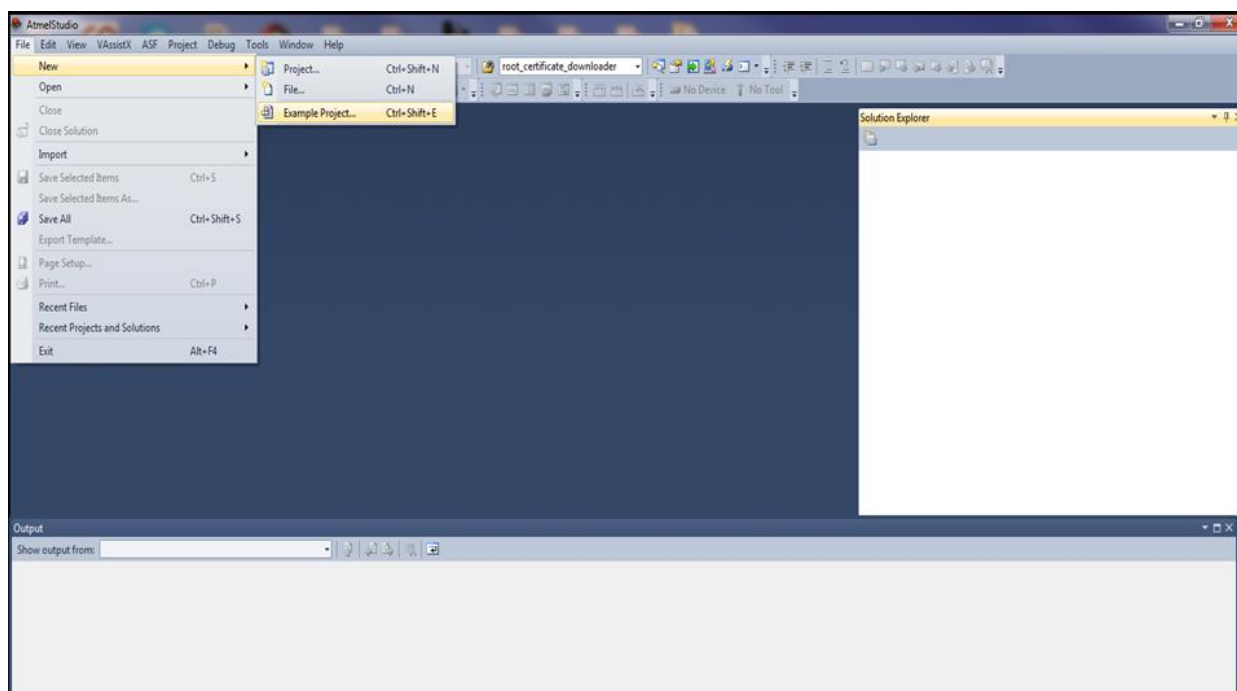 AtmelStudio
File Edit View VAssistX ASF Project Debug Tools Window Help
New
Open
Close
Close Solution
Import
Save Selected Items Ctrl+S
Save Selected Items As...
Save All Ctrl+Shift+S
Export Template...
Page Setup...
Print... Ctrl+P
Recent Files
Recent Projects and Solutions
Exit Alt+F4
Project... Ctrl+Shift+N
File... Ctrl+N
Example Project... Ctrl+Shift+E
root_certificate_downloader
No Device No Tool
Solution Explorer
Output
Show output from: